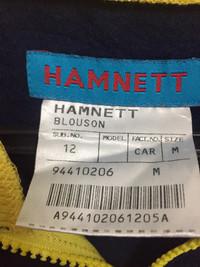 HAMNETT
HAMNETT
BLOUSON
SUB.NO. MODEL FACT.NO. SIZE
12 CAR M
94410206 M
A944102061205A